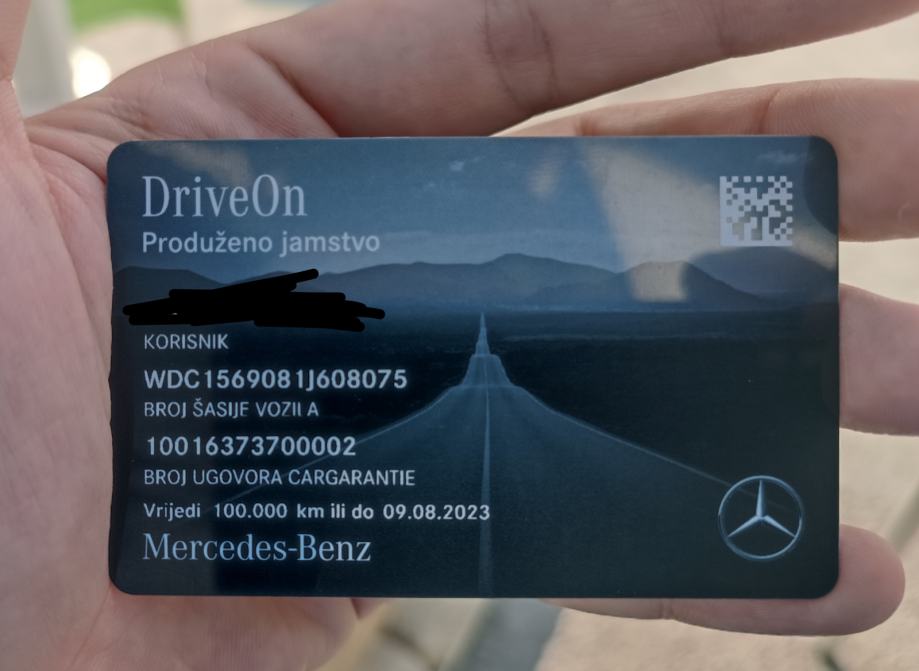 DriveOn
Produženo jamstvo
KORISNIK
WDC1569081J608075
BROJ ŠASIJE VOZILA
10016373700002
BROJ UGOVORA CARGARANTIE
Vrijedi 100.000 km ili do 09.08.2023
Mercedes-Benz